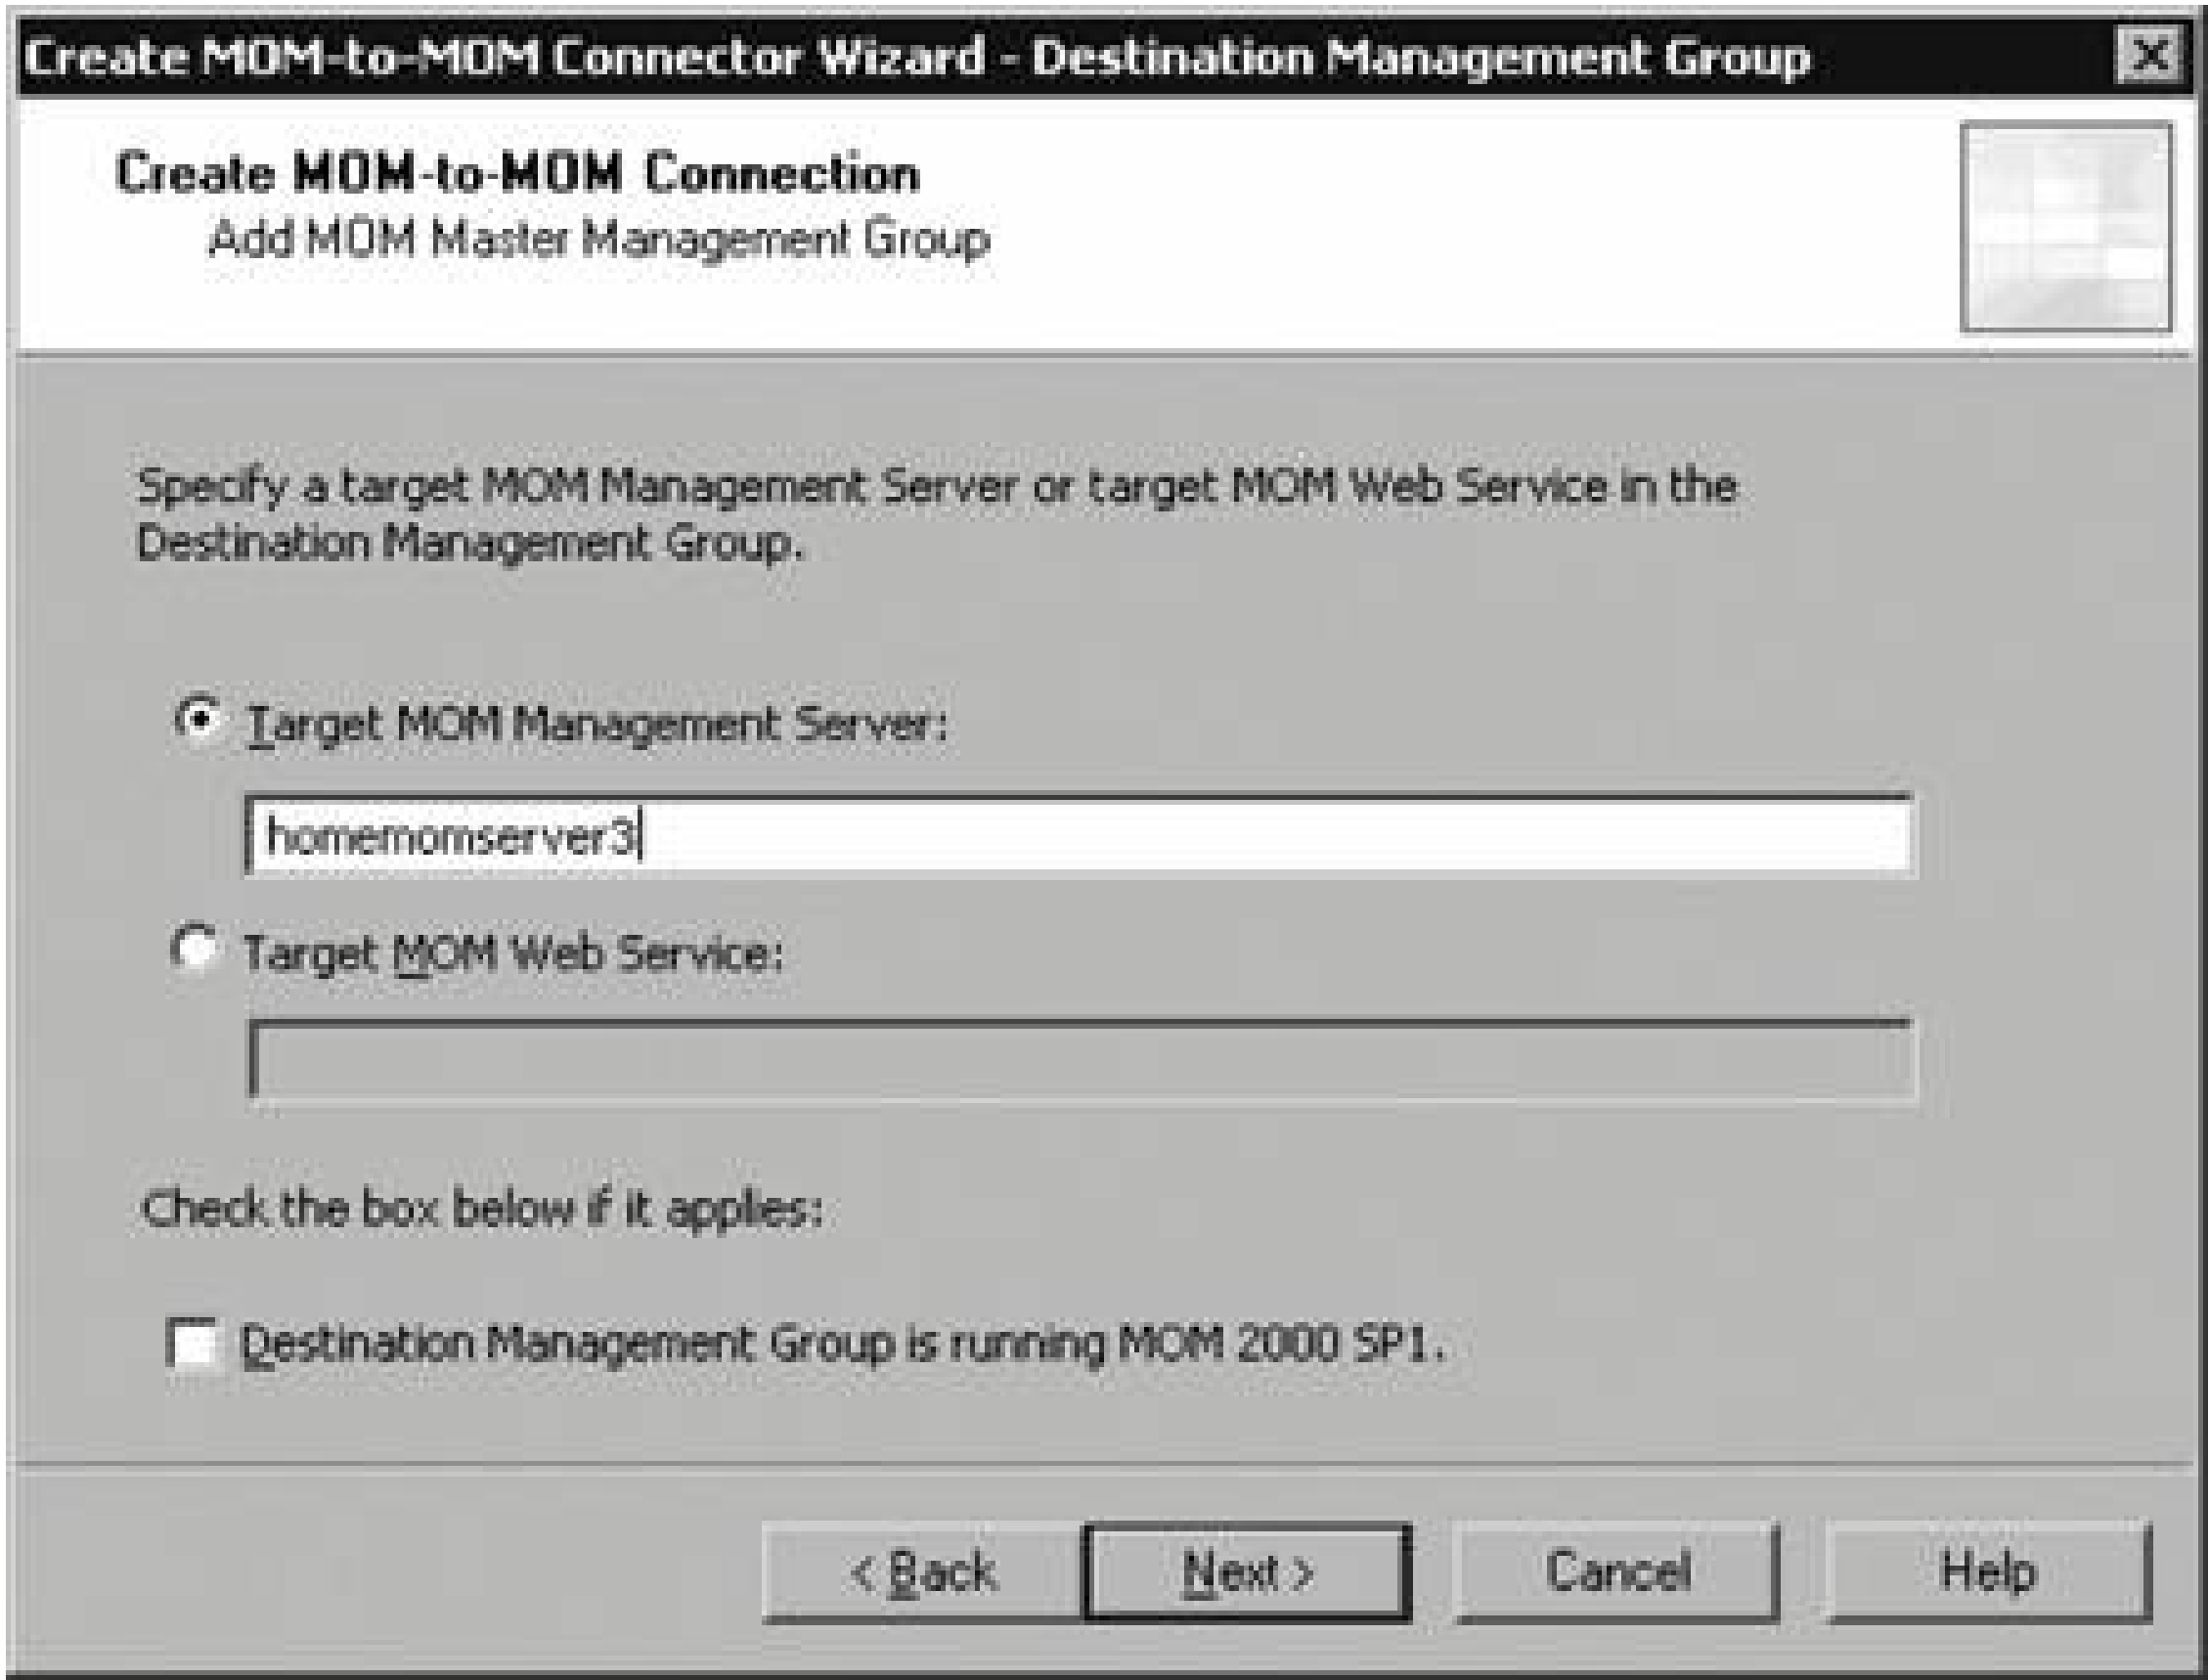 Create MOM-to-MOM Connector Wizard - Destination Management Group
Create MOM-to-MOM Connection
Add MOM Master Management Group
Specify a target MOM Management Server or target MOM Web Service in the
Destination Management Group.
Target MOM Management Server:
homemomserver3
Target MOM Web Service:
Check the box below if it applies:
Destination Management Group is running MOM 2000 SP1.
< Back Next > Cancel Help